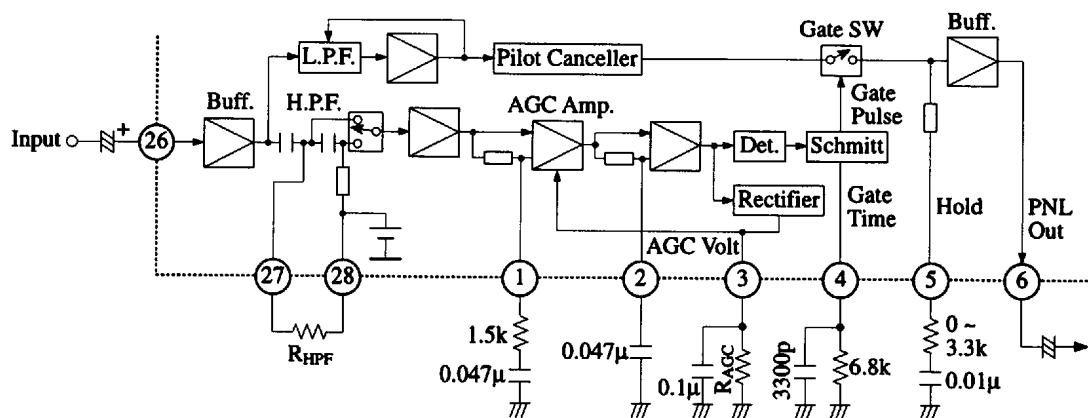 Buff.
Gate SW
L.P.F.
Pilot Canceller
Buff.
H.P.F.
AGC Amp.
Gate
Pulse
Input
+
26
Det.
Schmitt
Rectifier
Gate
Time
Hold
PNL
Out
AGC Volt
27
28
1
2
3
4
5
6
RHPF
1.5k
0.047μ
0.047μ
0.1μ
RAGC
3300p
6.8k
0 ~
3.3k
0.01μ